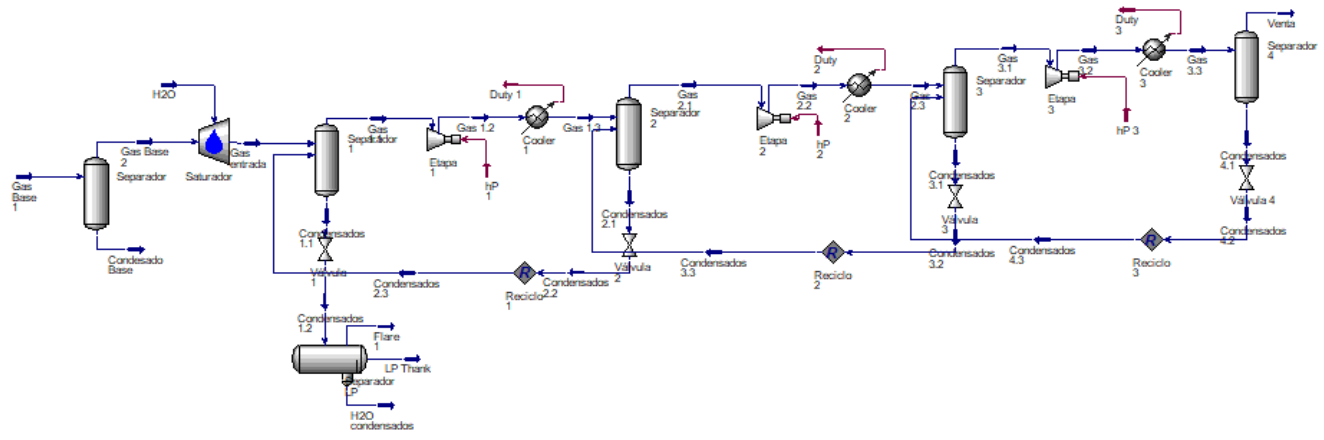 H2O
Gas Base
2
Gas
Base
1
Separador
Condesado
Base
Saturador
Gas
entrada
Separador
1
Gas
1.1
Gas 1.2
Etapa
1
hP
1
Duty 1
Cooler
1
Gas 1.3
Condensados
1.1
Válvula
1
Condensados
1.2
Flare
1
LP Thank
Separador
LP
H2O
condensados
Condensados
2.3
R
Reciclo
1
Condensados
2.2
Separador
2
Condensados
2.1
Válvula
2
Gas
2.1
Etapa
2
hP
2
Gas
2.2
Duty
2
Cooler
2
Gas
2.3
Condensados
3.3
R
Reciclo
2
Condensados
3.2
Separador
3
Condensados
3.1
Válvula
3
Gas
3.1
Etapa
3
hP 3
Gas
3.2
Duty
3
Cooler
3
Gas
3.3
Condensados
4.3
R
Reciclo
3
Condensados
4.2
Venta
Separador
4
Condensados
4.1
Válvula 4